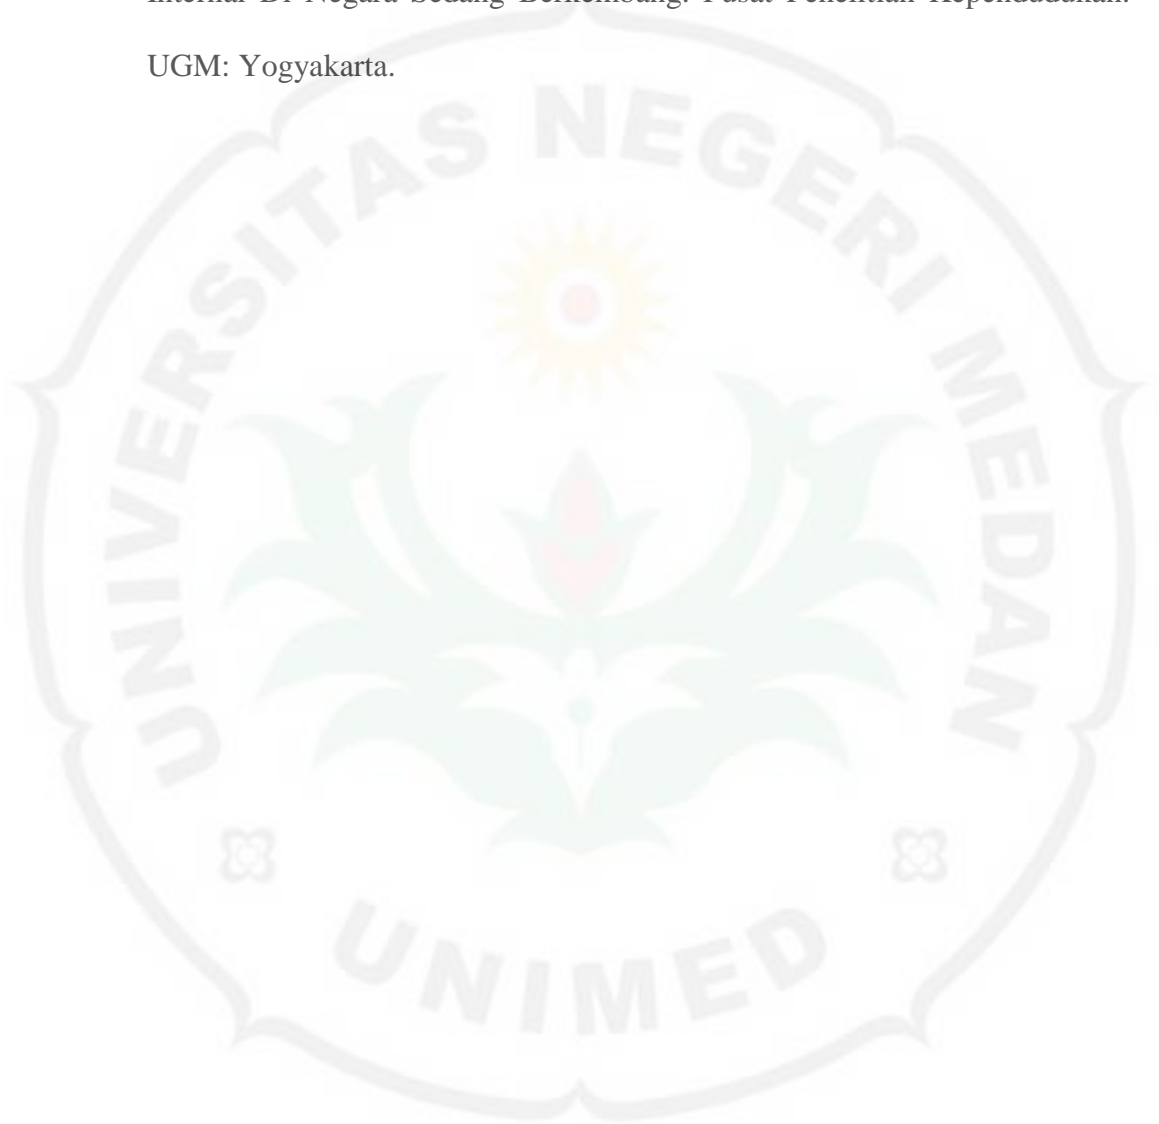 Internal Di Negara Sedang Berkembang. Pusat Penelitian Kependudukan.
UGM: Yogyakarta.
UNIVERSITAS NEGERI MEDAN
UNIMED